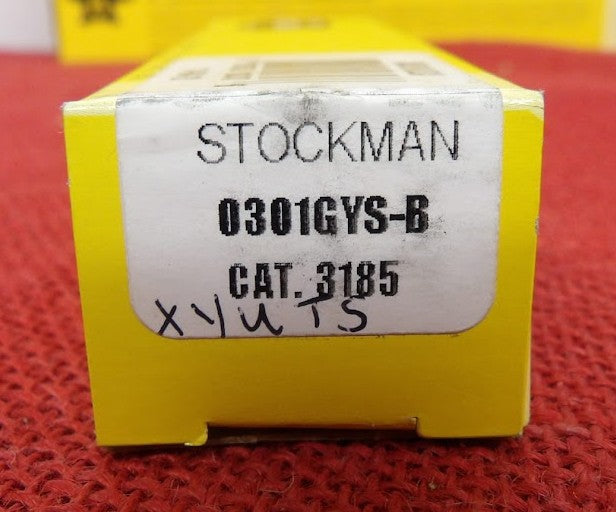 STOCKMAN
0301GYS-B
CAT. 3185
XYUTS